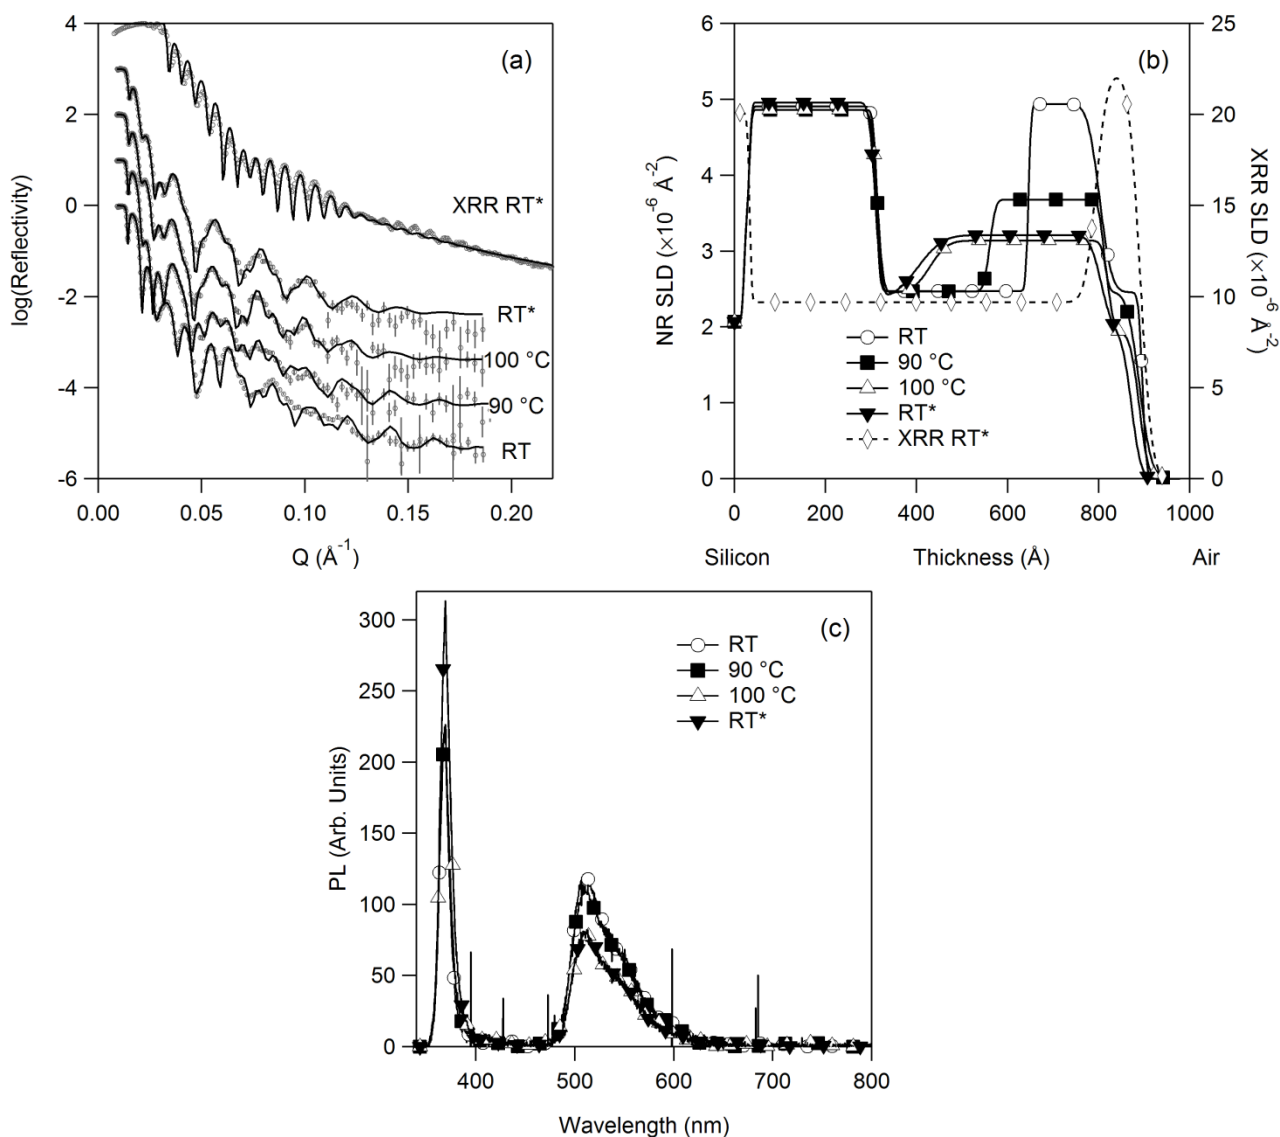 (a)
4
2
0
-2
-4
-6
log(Reflectivity)
XRR RT*
RT*
100 °C
90 °C
RT
0.00
0.05
0.10
0.15
0.20
Q (Å-1)
(b)
6
5
4
3
2
1
0
NR SLD (×10-6 Å-2)
25
20
15
10
5
0
XRR SLD (×10-6 Å-2)
RT
90 °C
100 °C
RT*
XRR RT*
0
200
400
600
800
1000
Silicon
Thickness (Å)
Air
(c)
300
250
200
150
100
50
0
PL (Arb. Units)
RT
90 °C
100 °C
RT*
400
500
600
700
800
Wavelength (nm)